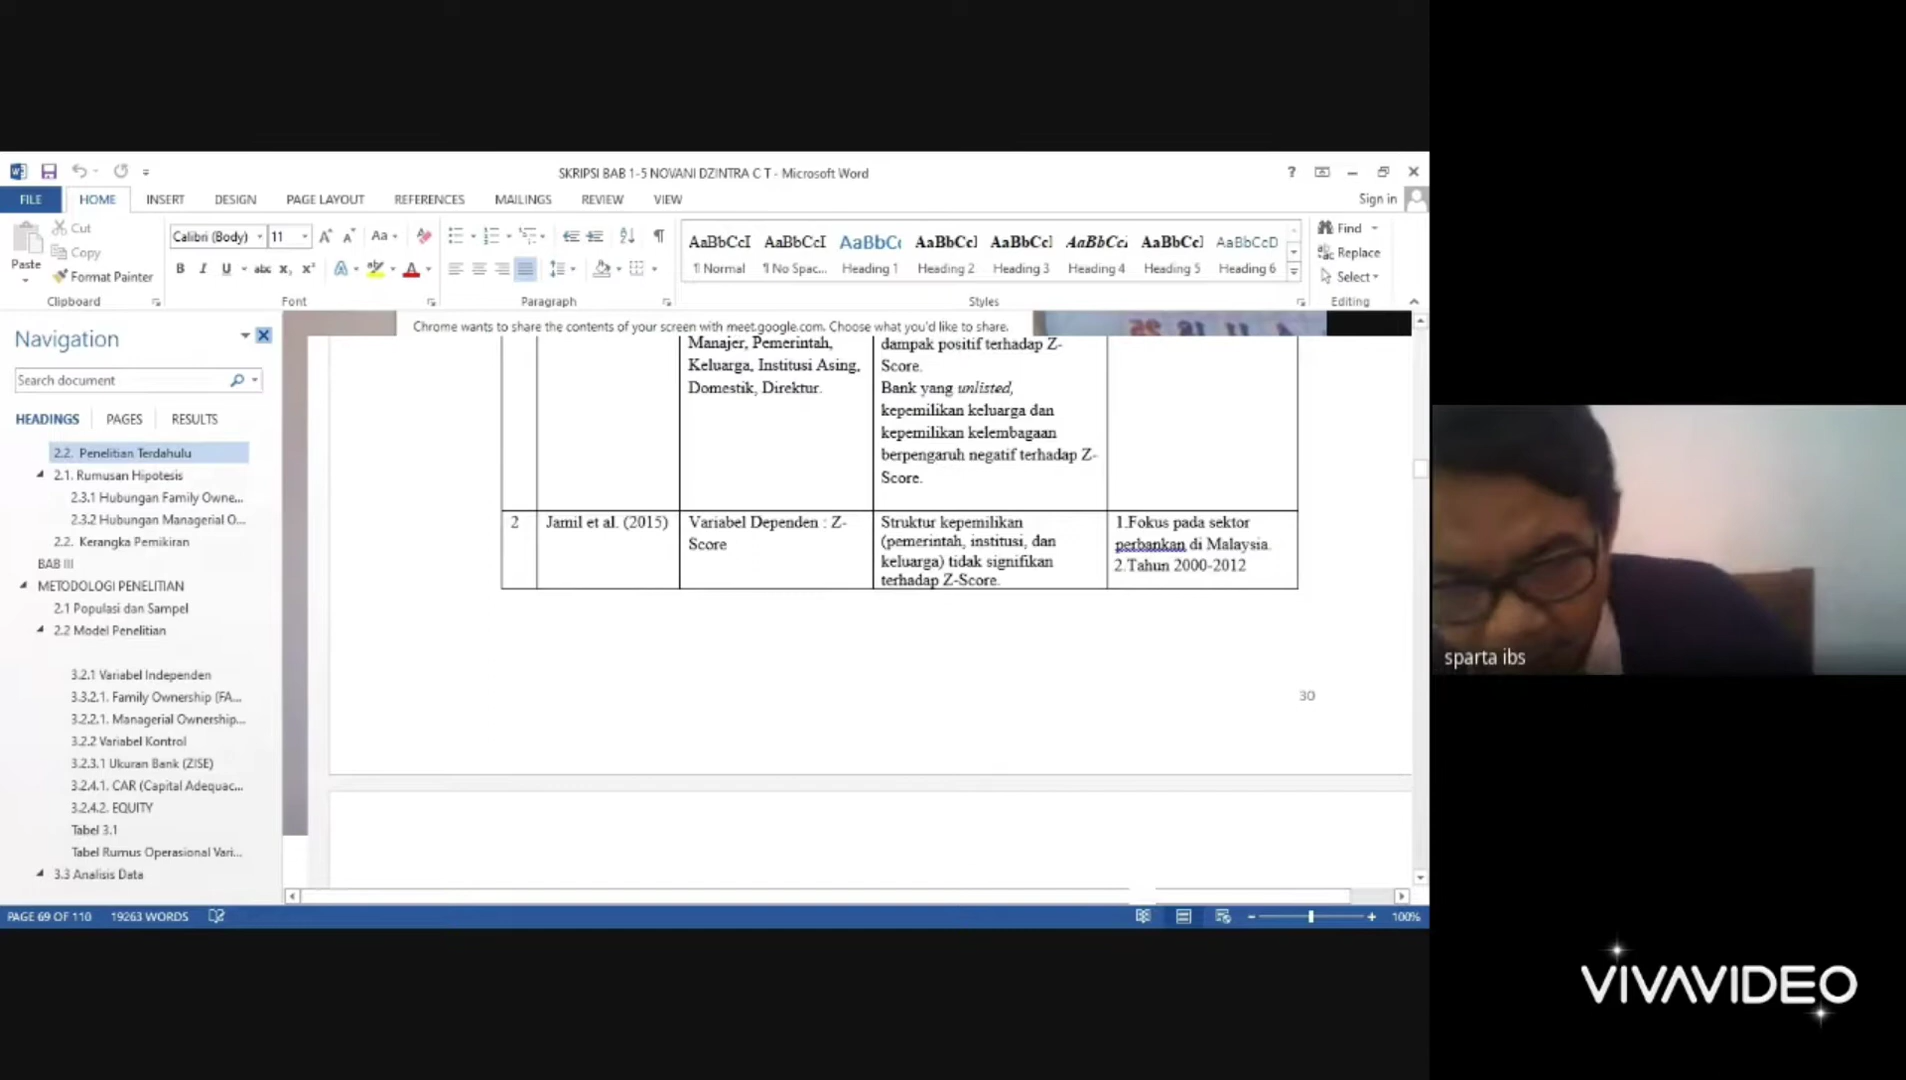 SKRIPSI BAB 1-5 NOVANI DZINTRA C T - Microsoft Word
?
FILE HOME INSERT DESIGN PAGE LAYOUT REFERENCES MAILINGS REVIEW VIEW
Sign in
Paste
Cut
Copy
Format Painter
Clipboard
Calibri (Body) 11
Font
Paragraph
AaBbCcI AaBbCcI AaBbCc AaBbCcl AaBbCcl AaBbCc AaBbCcl AaBbCcD
¶ Normal ¶ No Spac... Heading 1 Heading 2 Heading 3 Heading 4 Heading 5 Heading 6
Styles
Find
Replace
Select
Editing
Chrome wants to share the contents of your screen with meet.google.com. Choose what you'd like to share.
Navigation
Search document
HEADINGS PAGES RESULTS
2.2. Penelitian Terdahulu
2.1. Rumusan Hipotesis
2.3.1 Hubungan Family Owne...
2.3.2 Hubungan Managerial O...
2.2. Kerangka Pemikiran
BAB III
METODOLOGI PENELITIAN
2.1 Populasi dan Sampel
2.2 Model Penelitian
3.2.1 Variabel Independen
3.3.2.1. Family Ownership (FA...
3.2.2.1. Managerial Ownership...
3.2.2 Variabel Kontrol
3.2.3.1 Ukuran Bank (ZISE)
3.2.4.1. CAR (Capital Adequac...
3.2.4.2. EQUITY
Tabel 3.1
Tabel Rumus Operasional Vari...
3.3 Analisis Data
Manajer, Pemerintah,
Keluarga, Institusi Asing,
Domestik, Direktur.
dampak positif terhadap Z-
Score.
Bank yang unlisted,
kepemilikan keluarga dan
kepemilikan kelembagaan
berpengaruh negatif terhadap Z-
Score.
2
Jamil et al. (2015)
Variabel Dependen : Z-
Score
Struktur kepemilikan
(pemerintah, institusi, dan
keluarga) tidak signifikan
terhadap Z-Score.
1.Fokus pada sektor
perbankan di Malaysia.
2.Tahun 2000-2012
30
PAGE 69 OF 110 19263 WORDS
100%
sparta ibs
VIVAVIDEO